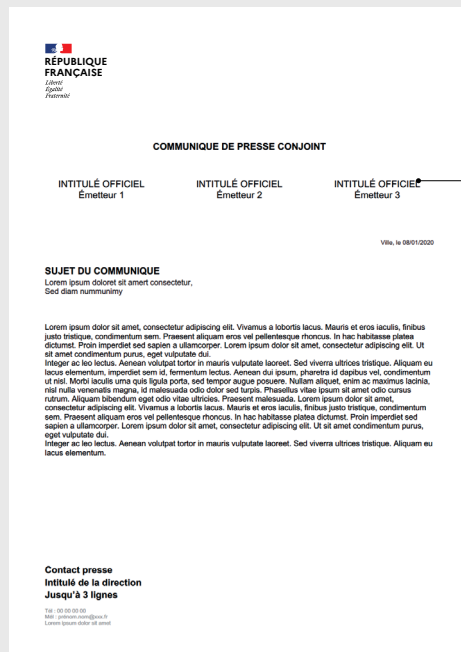 RÉPUBLIQUE
FRANÇAISE
Liberté
Égalité
Fraternité
COMMUNIQUE DE PRESSE CONJOINT
INTITULÉ OFFICIEL
Émetteur 1
INTITULÉ OFFICIEL
Émetteur 2
INTITULÉ OFFICIEL
Émetteur 3
Ville, le 08/01/2020
SUJET DU COMMUNIQUE
Lorem ipsum doloret sit amert consectetur,
Sed diam nummunimy
Lorem ipsum dolor sit amet, consectetur adipiscing elit. Vivamus a lobortis lacus. Mauris et eros iaculis, finibus
justo tristique, condimentum sem. Praesent aliquam eros vel pellentesque rhoncus. In hac habitasse platea
dictumst. Proin imperdiet sed sapien a ullamcorper. Lorem ipsum dolor sit amet, consectetur adipiscing elit. Ut
sit amet condimentum purus, eget vulputate dui.
Integer ac leo lectus. Aenean volutpat tortor in mauris vulputate laoreet. Sed viverra ultrices tristique. Aliquam eu
lacus elementum, imperdiet sem id, fermentum lectus. Aenean dui ipsum, pharetra id dapibus vel, condimentum
ut nisl. Morbi iaculis urna quis ligula porta, sed tempor augue posuere. Nullam aliquet, enim ac maximus lacinia,
nisl nulla venenatis magna, id malesuada odio dolor sed turpis. Phasellus vitae ipsum sit amet odio cursus
rutrum. Aliquam bibendum eget odio vitae ultricies. Praesent malesuada. Lorem ipsum dolor sit amet,
consectetur adipiscing elit. Vivamus a lobortis lacus. Mauris et eros iaculis, finibus justo tristique, condimentum
sem. Praesent aliquam eros vel pellentesque rhoncus. In hac habitasse platea dictumst. Proin imperdiet sed
sapien a ullamcorper. Lorem ipsum dolor sit amet, consectetur adipiscing elit. Ut sit amet condimentum purus,
eget vulputate dui.
Integer ac leo lectus. Aenean volutpat tortor in mauris vulputate laoreet. Sed viverra ultrices tristique. Aliquam eu
lacus elementum.
Contact presse
Intitulé de la direction
Jusqu'à 3 lignes
Tél : 00 00 00 00
Mél : prénom.nom@xxx.fr
Lorem ipsum dolor sit amet